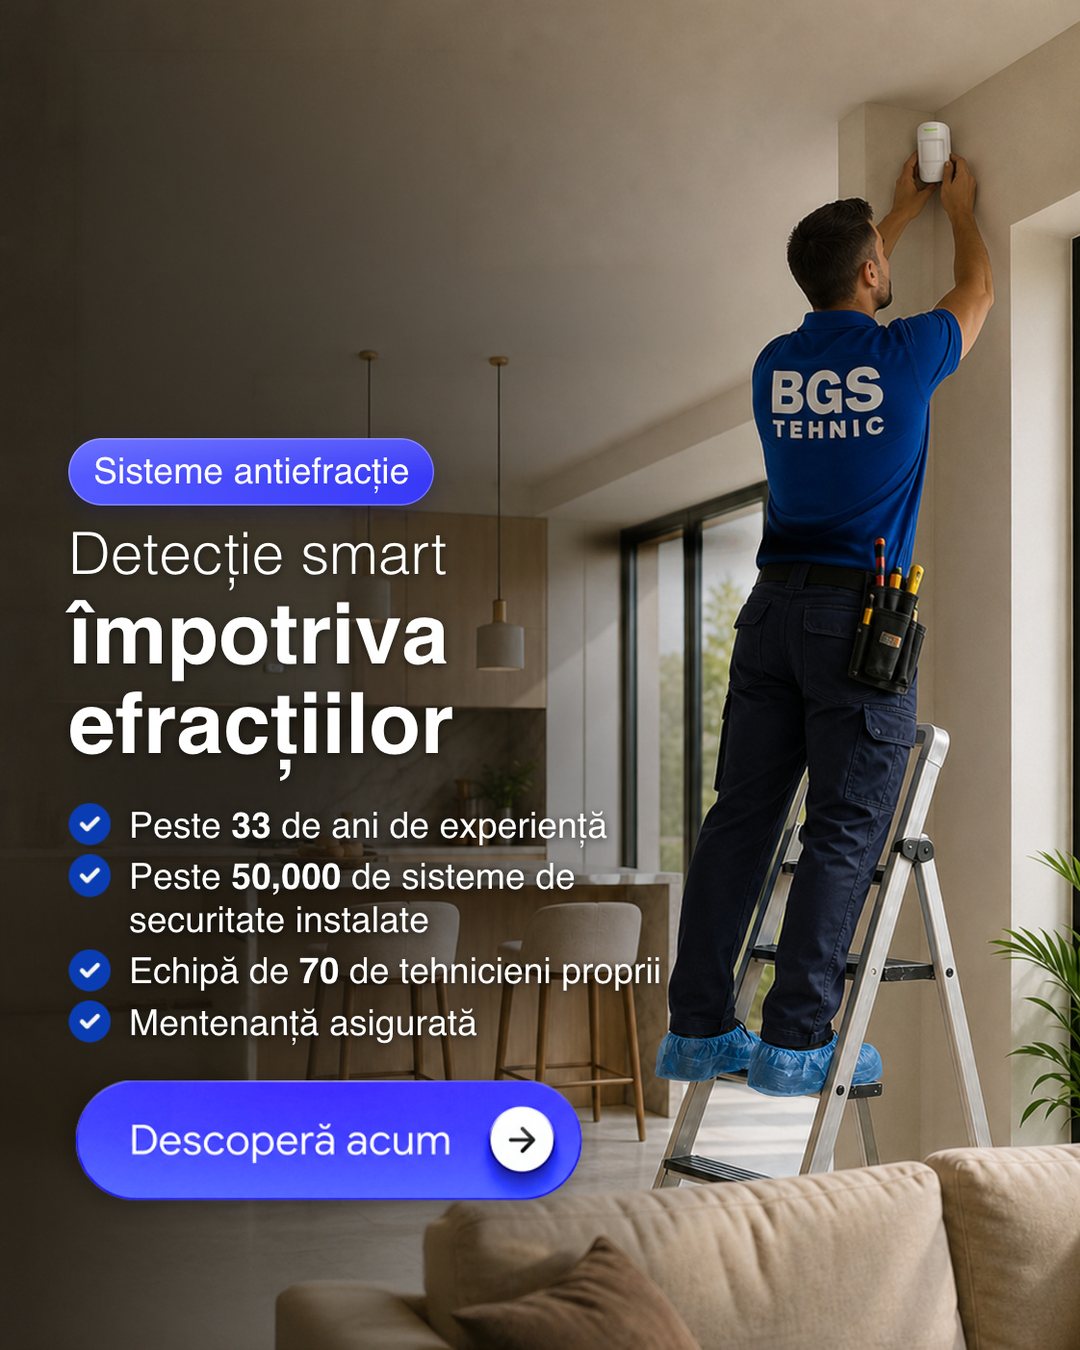 BGS
TEHNIC
Sisteme antiefracție
Detecție smart
împotriva
efracțiilor
Peste 33 de ani de experiență
Peste 50,000 de sisteme de
securitate instalate
Echipă de 70 de tehnicieni proprii
Mentenanță asigurată
Descoperă acum